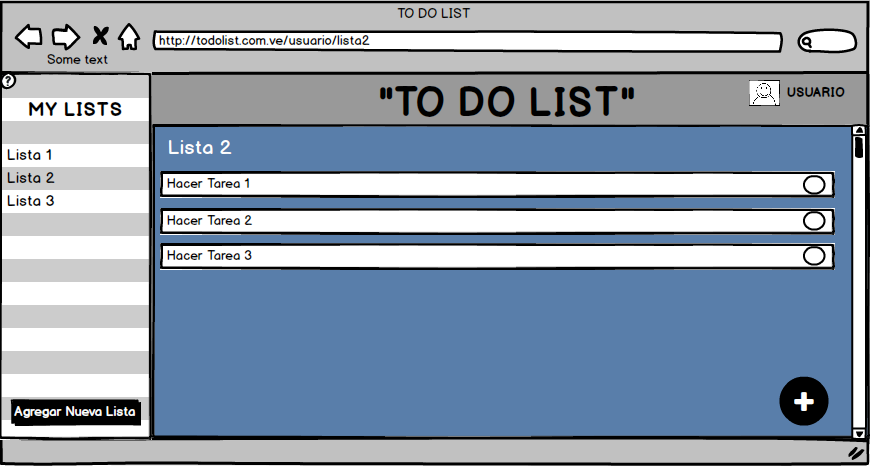 TO DO LIST
http://todolist.com.ve/usuario/lista2
Some text
?
MY LISTS
Lista 1
Lista 2
Lista 3
Agregar Nueva Lista
"TO DO LIST"
USUARIO
Lista 2
Hacer Tarea 1
Hacer Tarea 2
Hacer Tarea 3
+